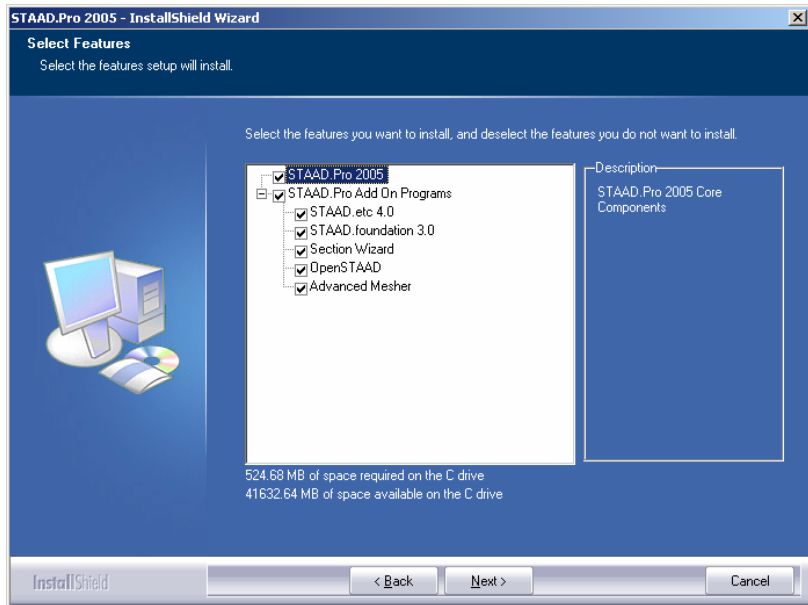 STAAD.Pro 2005 - InstallShield Wizard
Select Features
Select the features setup will install.
Select the features you want to install, and deselect the features you do not want to install.
STAAD.Pro 2005
STAAD.Pro Add On Programs
STAAD.etc 4.0
STAAD.foundation 3.0
Section Wizard
OpenSTAAD
Advanced Mesher
Description
STAAD.Pro 2005 Core
Components
524.68 MB of space required on the C drive
41632.64 MB of space available on the C drive
InstallShield
< Back
Next >
Cancel